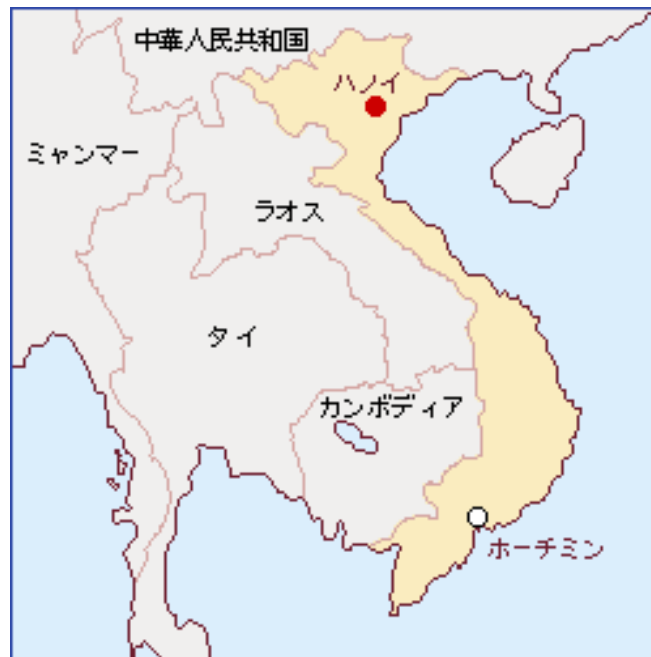 中華人民共和国
ハノイ
ミャンマー
ラオス
タイ
カンボディア
ホーチミン